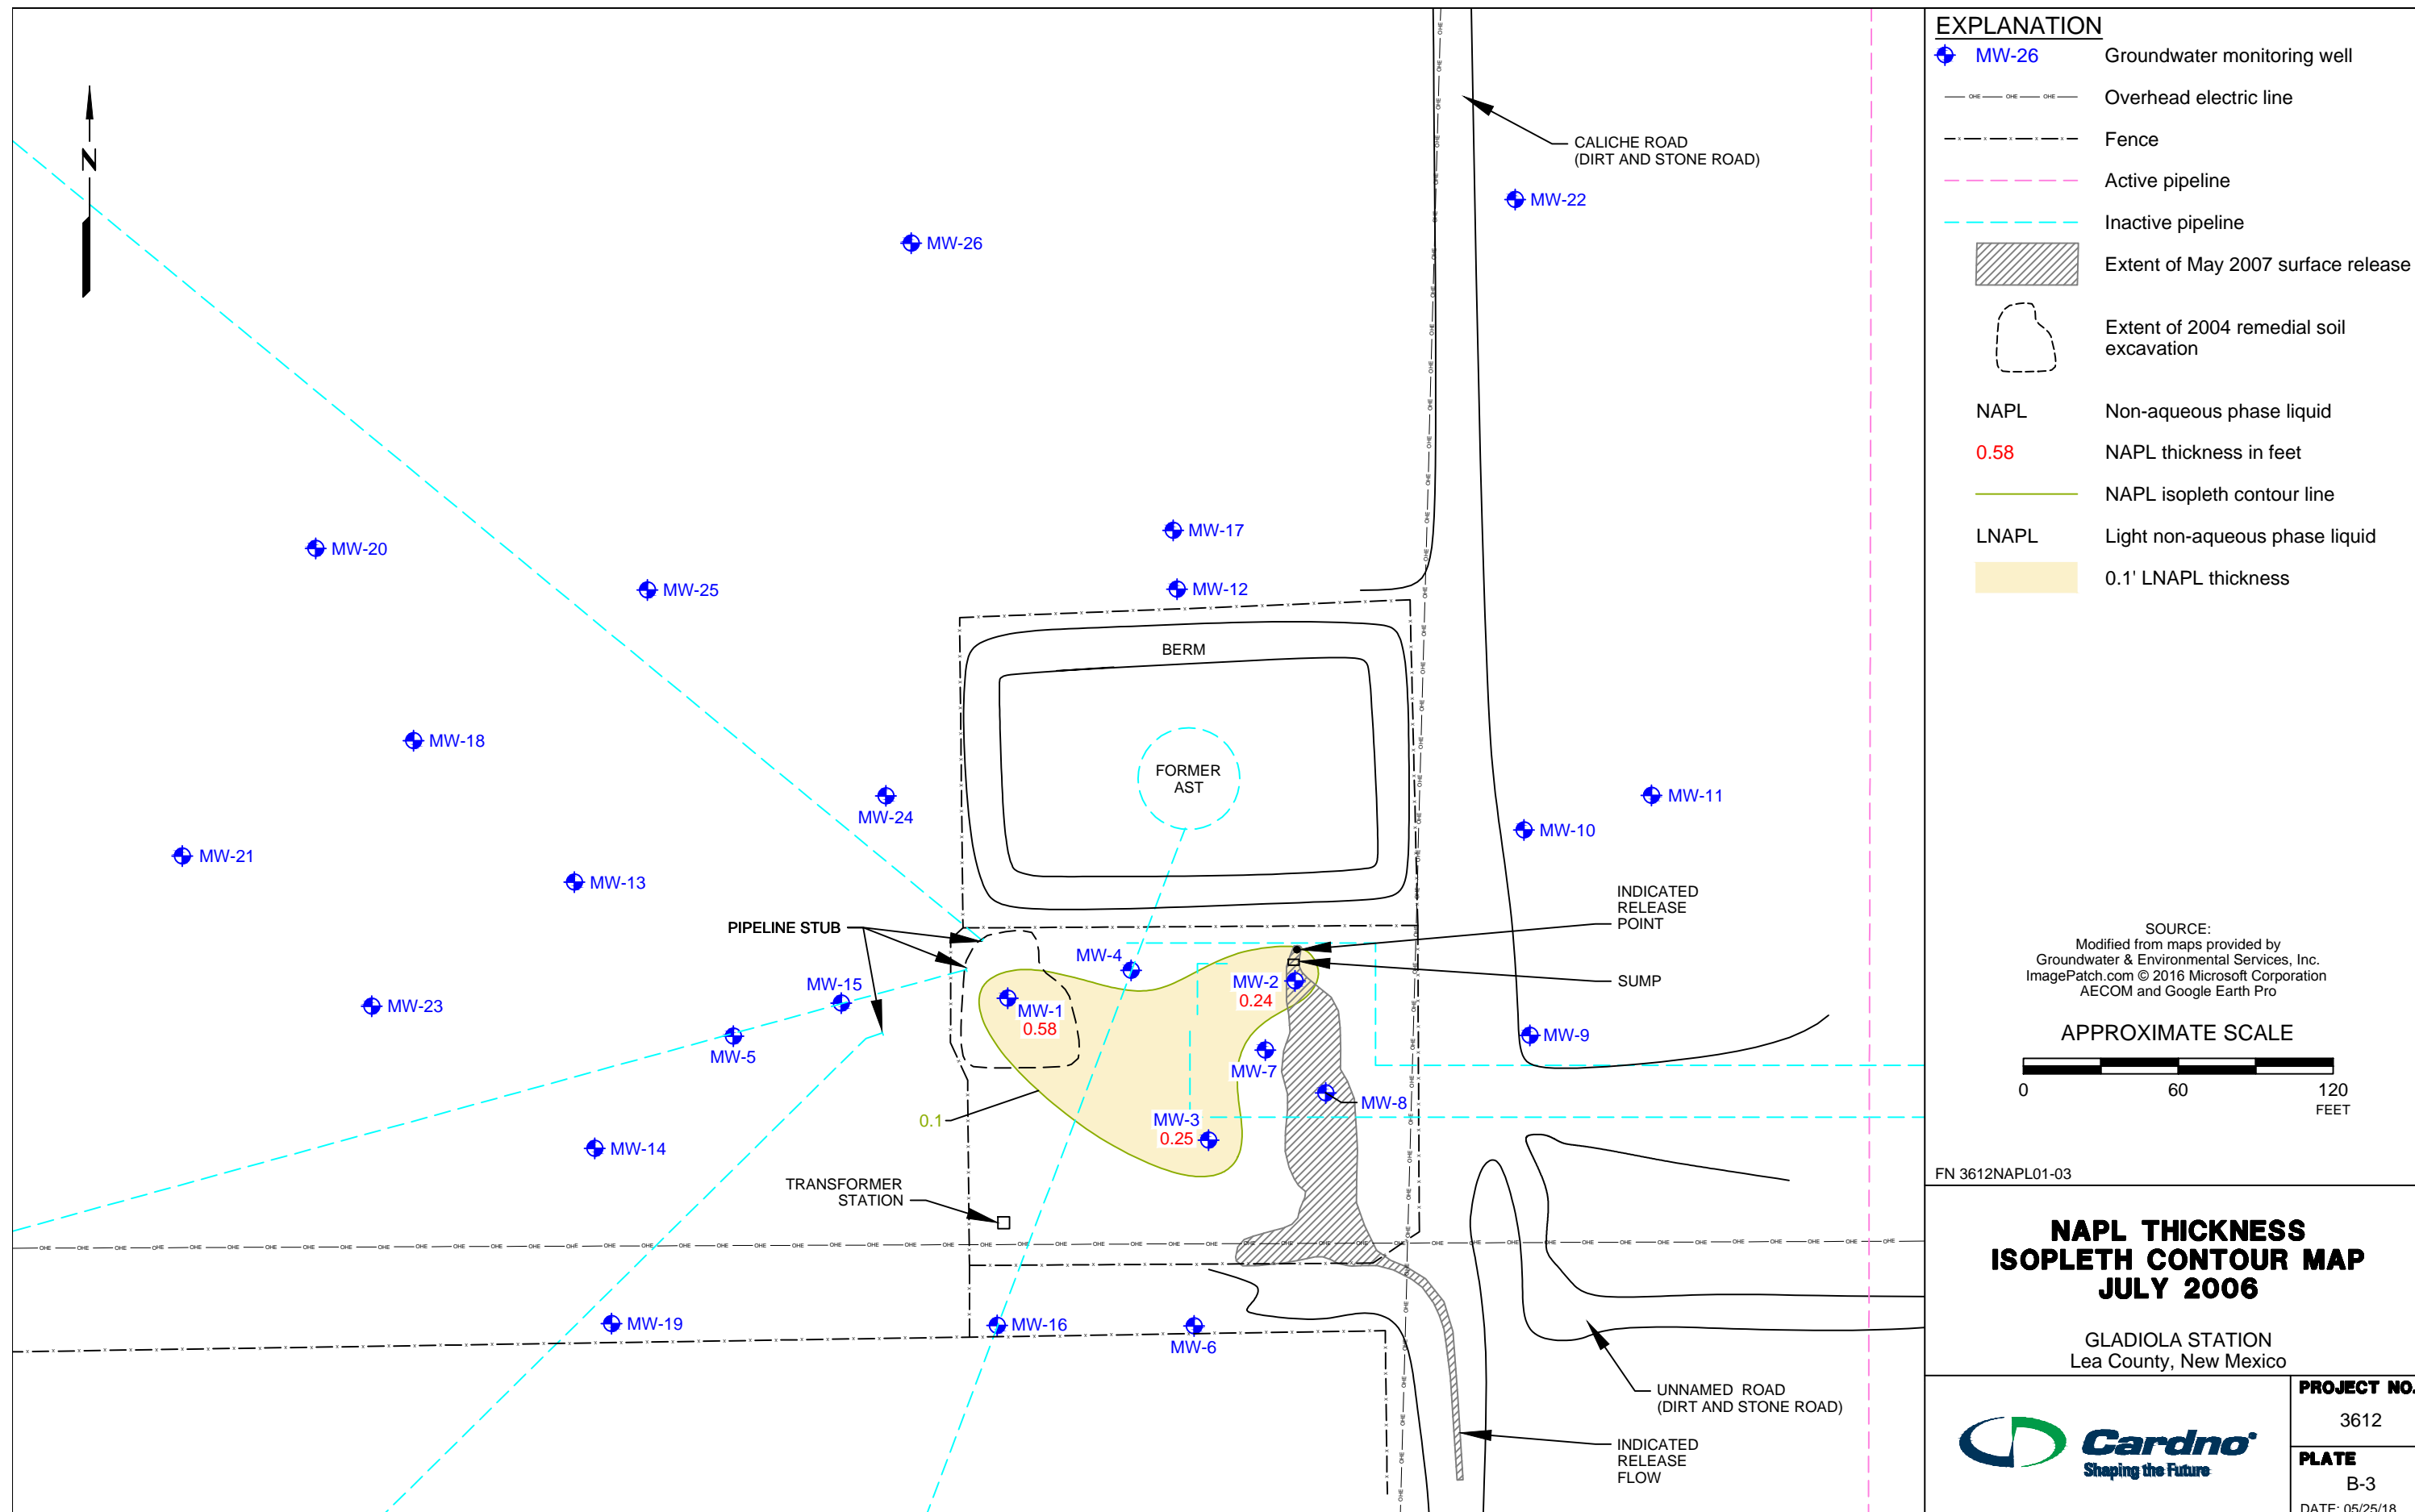 N
CALICHE ROAD
(DIRT AND STONE ROAD)
MW-22
MW-26
MW-17
MW-20
MW-25
MW-12
BERM
MW-18
FORMER
AST
MW-24
MW-11
MW-10
MW-21
MW-13
INDICATED
RELEASE
POINT
PIPELINE STUB
MW-4
MW-15
MW-2
0.24
SUMP
MW-23
MW-1
0.58
MW-5
MW-9
MW-7
MW-8
0.1
MW-3
0.25
MW-14
TRANSFORMER
STATION
MW-19
MW-16
MW-6
UNNAMED ROAD
(DIRT AND STONE ROAD)
INDICATED
RELEASE
FLOW
EXPLANATION
MW-26 Groundwater monitoring well
OHE OHE OHE Overhead electric line
Fence
Active pipeline
Inactive pipeline
Extent of May 2007 surface release
Extent of 2004 remedial soil
excavation
NAPL Non-aqueous phase liquid
0.58 NAPL thickness in feet
NAPL isopleth contour line
LNAPL Light non-aqueous phase liquid
0.1' LNAPL thickness
SOURCE:
Modified from maps provided by
Groundwater & Environmental Services, Inc.
ImagePatch.com © 2016 Microsoft Corporation
AECOM and Google Earth Pro
APPROXIMATE SCALE
0 60 120
FEET
FN 3612NAPL01-03
NAPL THICKNESS
ISOPLETH CONTOUR MAP
JULY 2006
GLADIOLA STATION
Lea County, New Mexico
Cardno
Shaping the Future
PROJECT NO.
3612
PLATE
B-3
DATE: 05/25/18